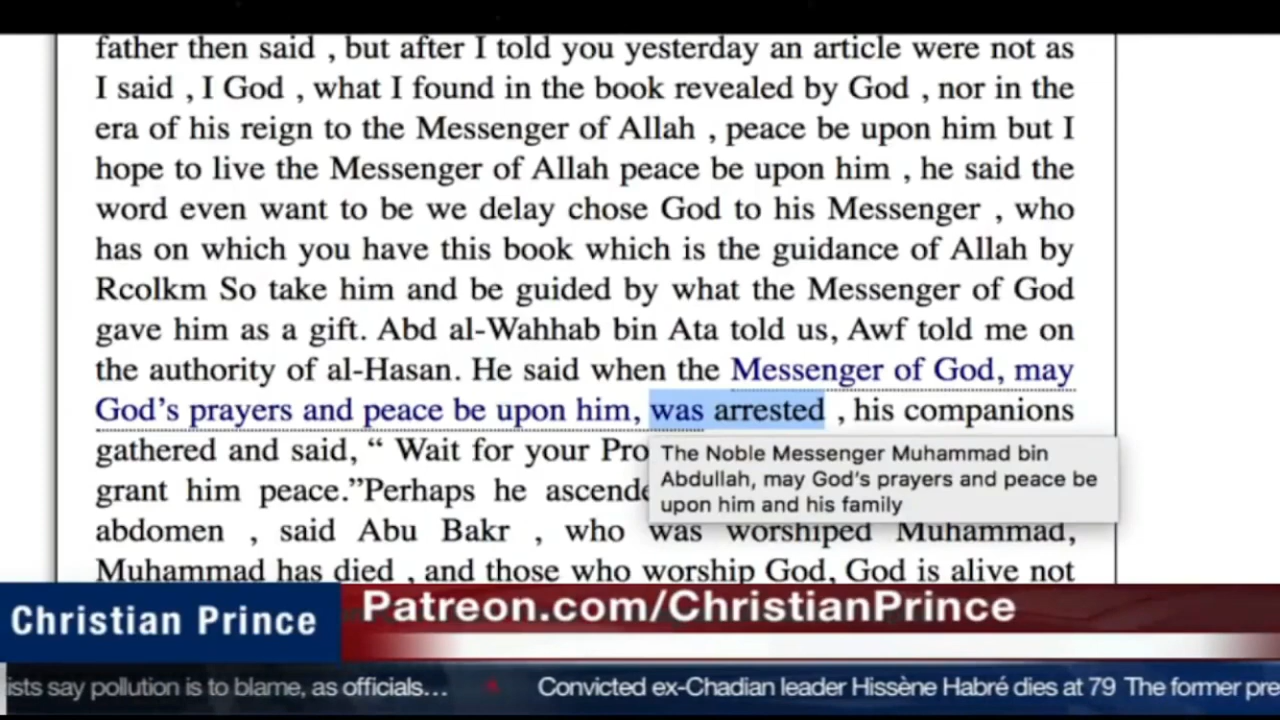 father then said , but after I told you yesterday an article were not as
I said , I God , what I found in the book revealed by God , nor in the
era of his reign to the Messenger of Allah , peace be upon him but I
hope to live the Messenger of Allah peace be upon him , he said the
word even want to be we delay chose God to his Messenger , who
has on which you have this book which is the guidance of Allah by
Rcolkm So take him and be guided by what the Messenger of God
gave him as a gift. Abd al-Wahhab bin Ata told us, Awf told me on
the authority of al-Hasan. He said when the Messenger of God, may
God's prayers and peace be upon him, was arrested , his companions
gathered and said, “ Wait for your Pro
The Noble Messenger Muhammad bin
Abdullah, may God's prayers and peace be
upon him and his family
grant him peace.”Perhaps he ascende
abdomen , said Abu Bakr , who was worshiped Muhammad,
Muhammad has died , and those who worship God, God is alive not
Christian Prince
Patreon.com/ChristianPrince
ists say pollution is to blame, as officials... Convicted ex-Chadian leader Hissène Habré dies at 79 The former pre